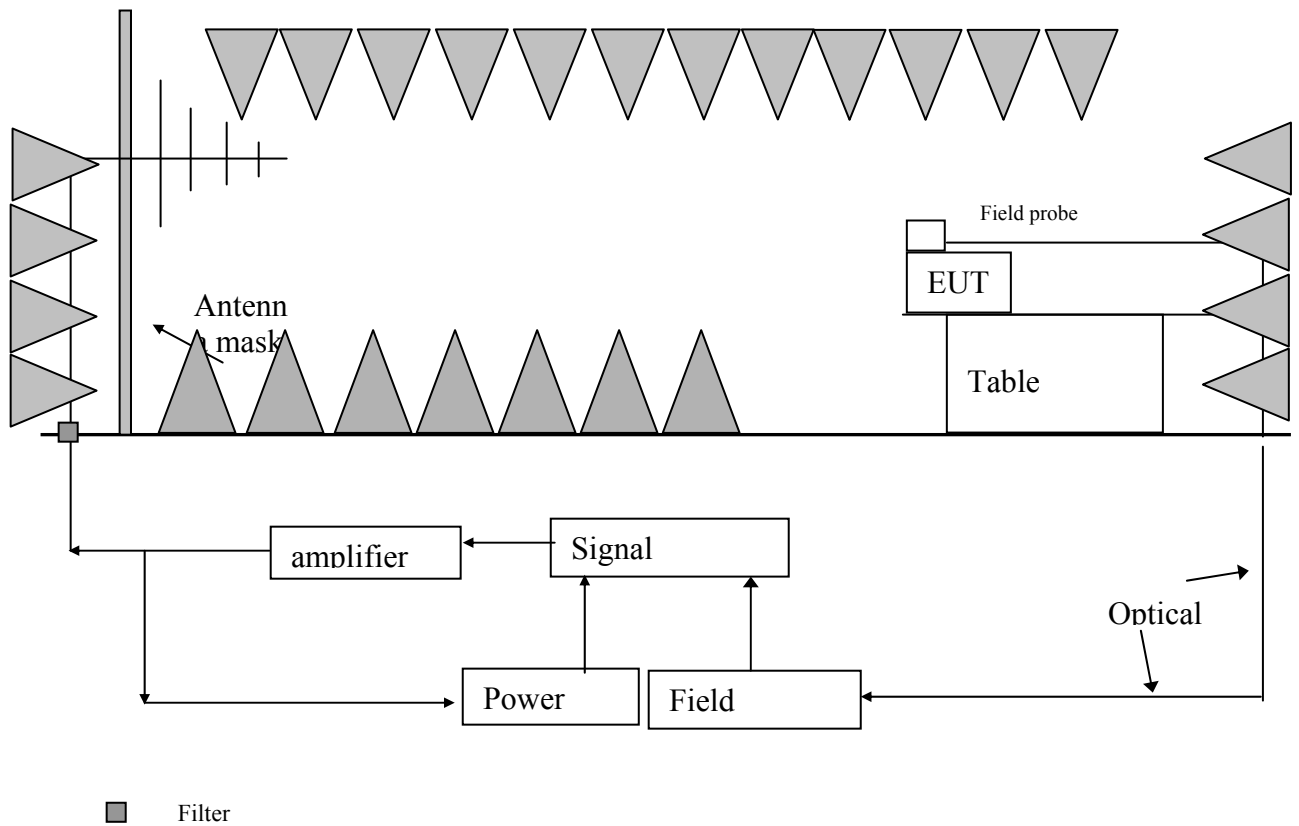 Field probe
EUT
Antenn
a mask
Table
amplifier
Signal
Optical
Power
Field
Filter